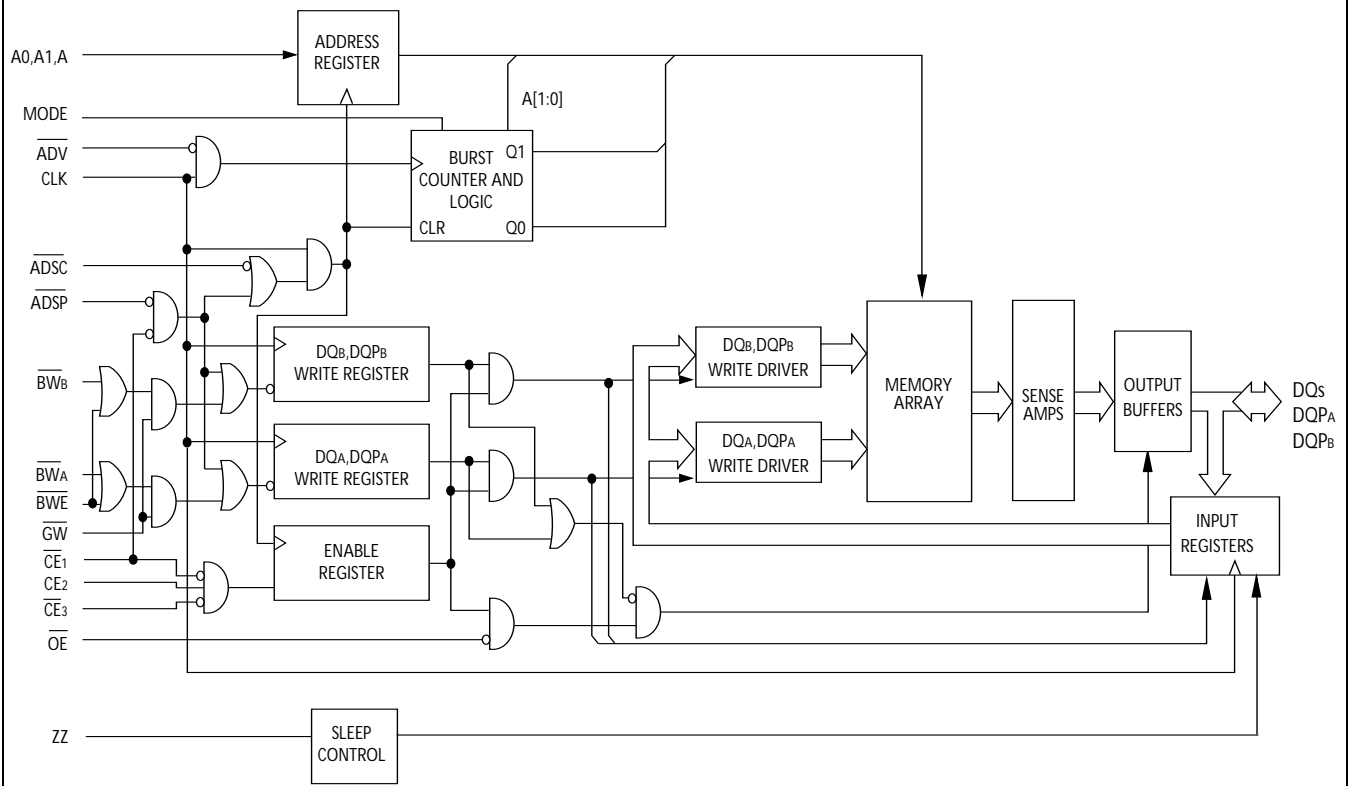 A0,A1,A
ADDRESS
REGISTER
MODE
A[1:0]
ADV
CLK
BURST
COUNTER AND
LOGIC
Q1
CLR
Q0
ADSC
ADSP
DQB,DQPB
WRITE REGISTER
DQB,DQPB
WRITE DRIVER
MEMORY
ARRAY
SENSE
AMPS
OUTPUT
BUFFERS
DQs
DQPA
DQPB
BWB
DQA,DQPA
WRITE REGISTER
DQA,DQPA
WRITE DRIVER
BWA
BWE
GW
CE1
CE2
CE3
ENABLE
REGISTER
INPUT
REGISTERS
OE
ZZ
SLEEP
CONTROL